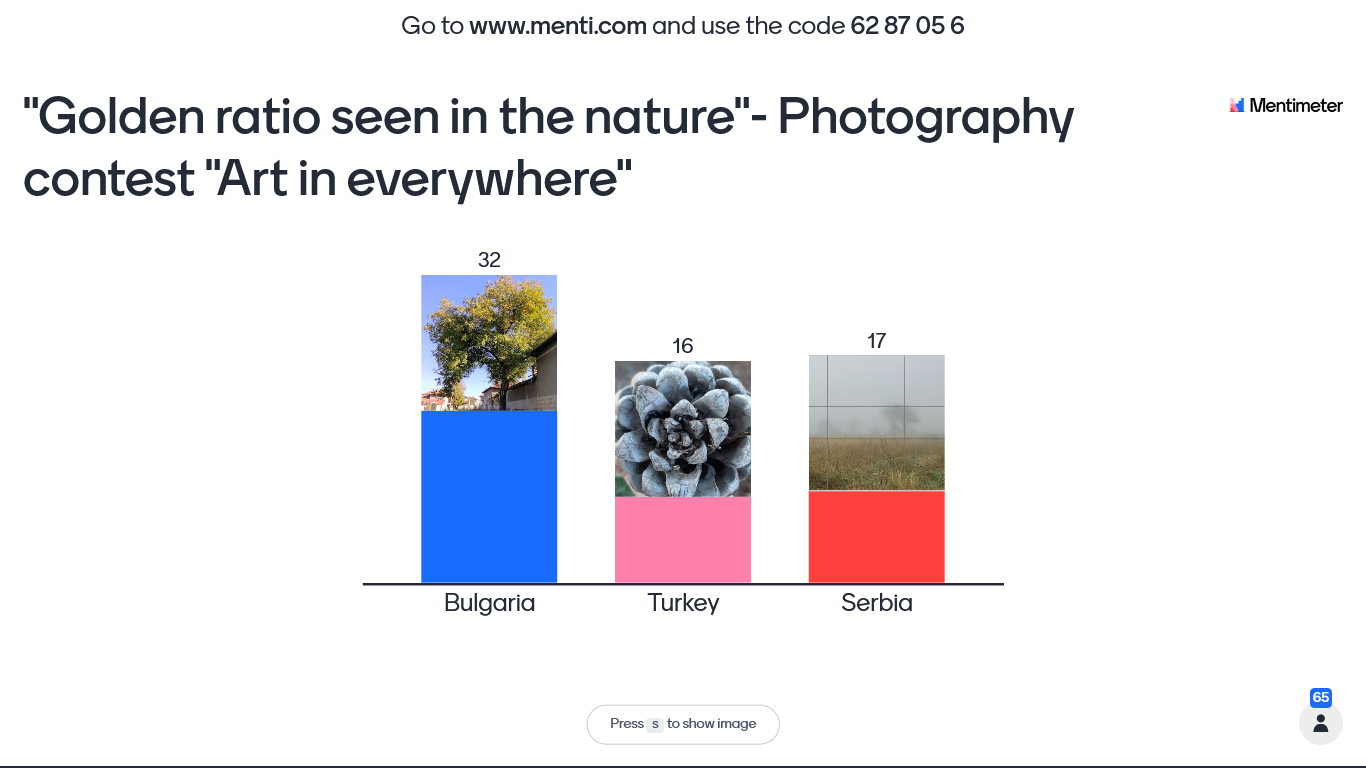 Go to www.menti.com and use the code 62 87 05 6
"Golden ratio seen in the nature"- Photography
contest "Art in everywhere"
Mentimeter
32
16
17
Bulgaria
Turkey
Serbia
Press s to show image
65